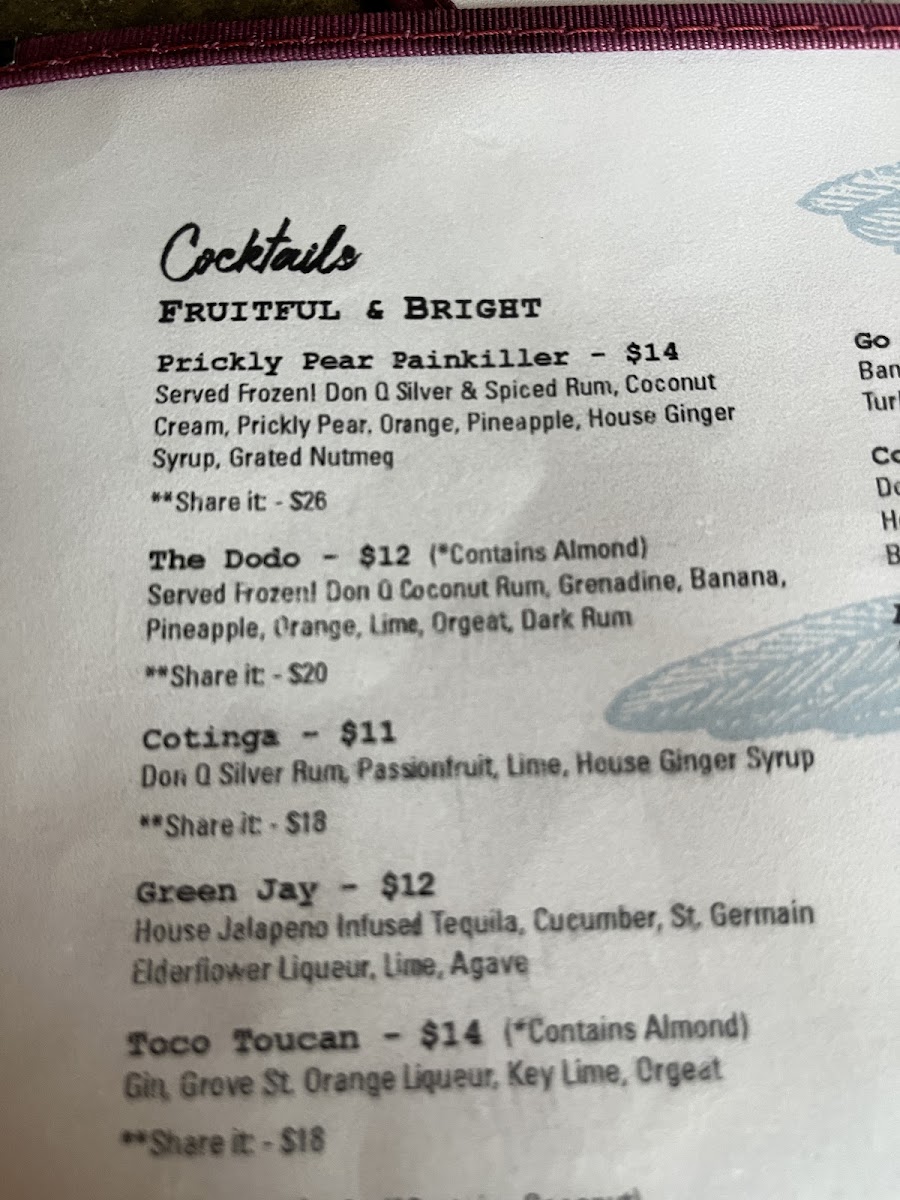 Cocktails
FRUITFUL & BRIGHT
Prickly Pear Painkiller - $14
Served Frozen! Don Q Silver & Spiced Rum, Coconut
Cream, Prickly Pear, Orange, Pineapple, House Ginger
Syrup, Grated Nutmeg
**Share it: - $26
The Dodo - $12 (*Contains Almond)
Served Frozen! Don Q Coconut Rum, Grenadine, Banana,
Pineapple, Orange, Lime, Orgeat, Dark Rum
**Share it: - $20
Cotinga - $11
Don Q Silver Rum, Passionfruit, Lime, House Ginger Syrup
**Share it: - $18
Green Jay - $12
House Jalapeno Infused Tequila, Cucumber, St. Germain
Elderflower Liqueur, Lime, Agave
Toco Toucan - $14 (*Contains Almond)
Gin, Grove St. Orange Liqueur, Key Lime, Orgeat
**Share it: - $18
Go